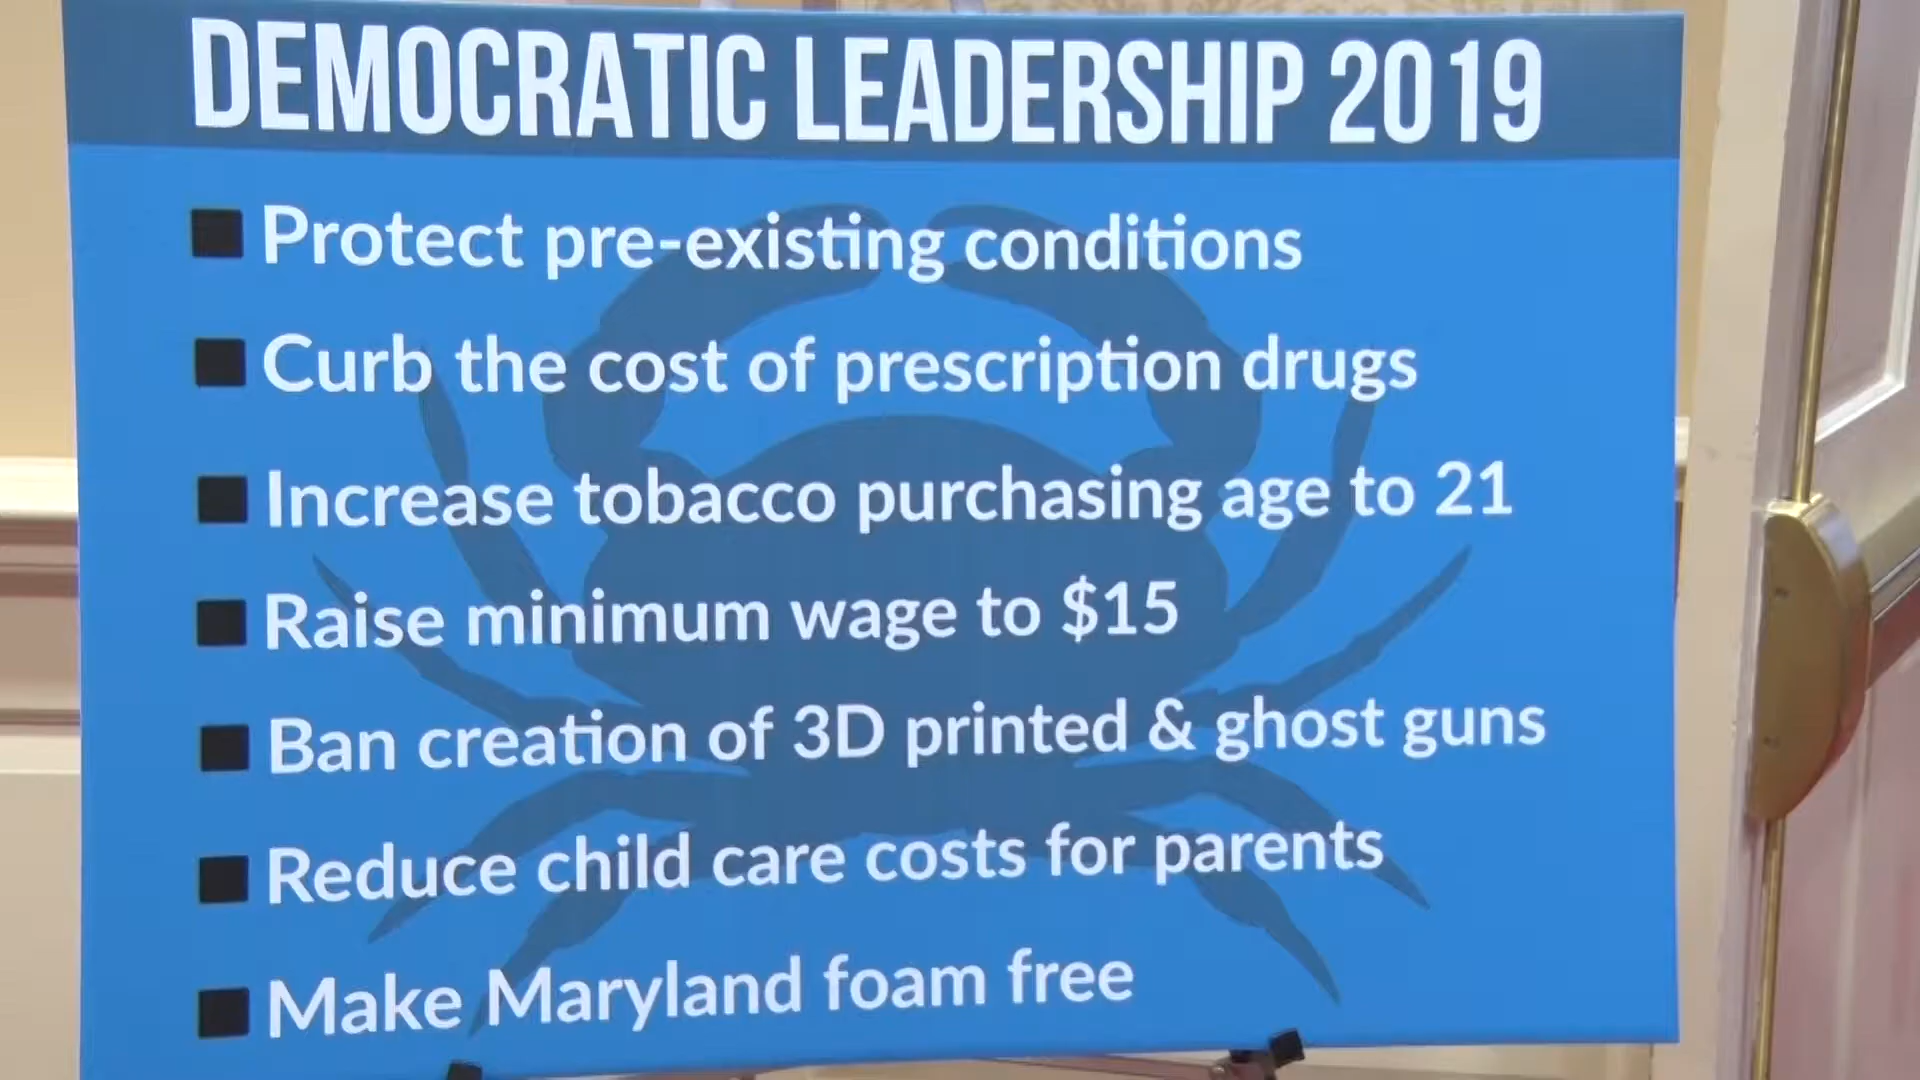 DEMOCRATIC LEADERSHIP 2019
Protect pre-existing conditions
Curb the cost of prescription drugs
Increase tobacco purchasing age to 21
Raise minimum wage to $15
Ban creation of 3D printed & ghost guns
Reduce child care costs for parents
Make Maryland foam free